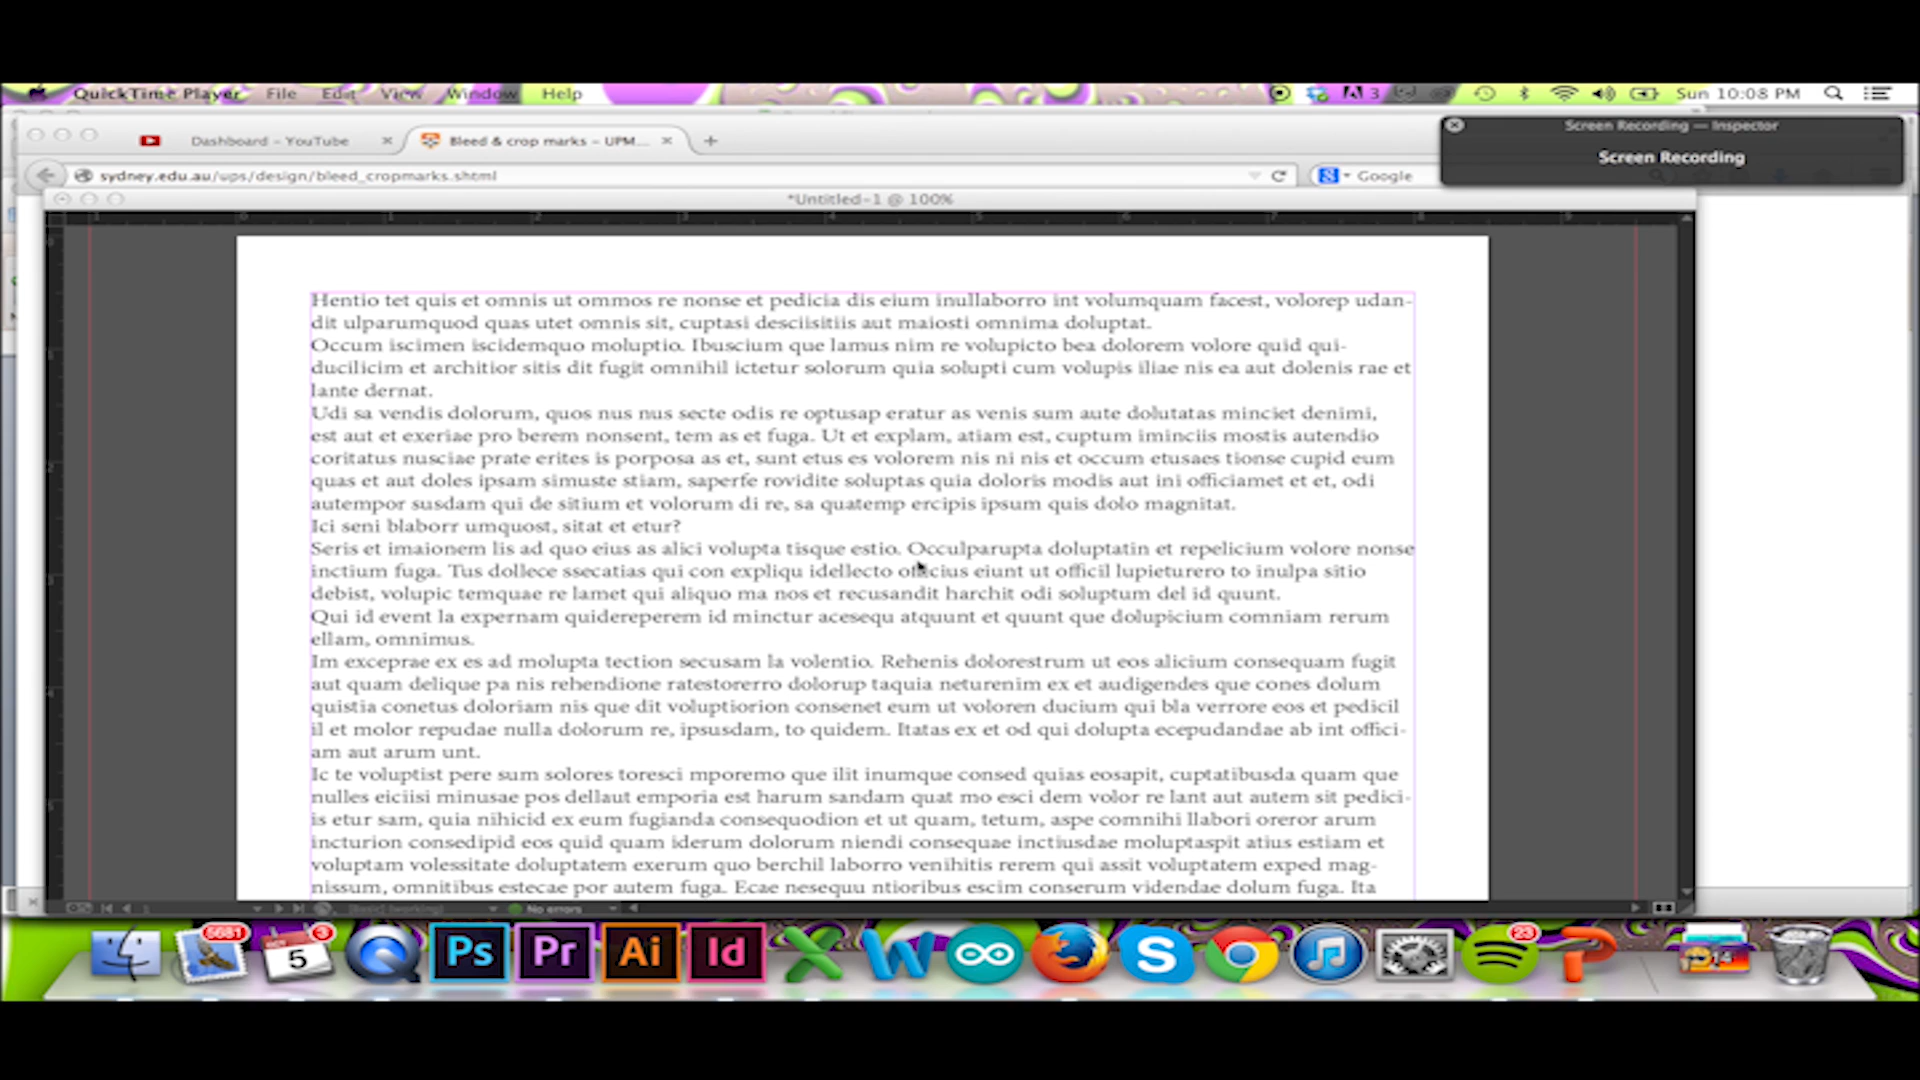 QuickTime Player File Edit View Window Help
3
Sun 10:08 PM
Dashboard – YouTube
Bleed & crop marks – UPM...
sydney.edu.au/ups/design/bleed_cropmarks.shtml
Google
Screen Recording — Inspector
Screen Recording
*Untitled-1 @ 100%
Hentio tet quis et omnis ut ommos re nonse et pedicia dis eium inullaborro int volumquam facest, volorep udan-
dit ulparumquod quas utet omnis sit, cuptasi desciisitiis aut maiosti omnima doluptat.
Occum iscimen iscidemquo moluptio. Ibuscium que lamus nim re volupicto bea dolorem volore quid qui-
ducilicim et architior sitis dit fugit omnihil ictetur solorum quia solupti cum volupis iliae nis ea aut dolenis rae et
lante dernat.
Udi sa vendis dolorum, quos nus nus secte odis re optusap eratur as venis sum aute dolutatas minciet denimi,
est aut et exeriae pro berem nonsent, tem as et fuga. Ut et explam, atiam est, cuptum iminciis mostis autendio
coritatus nusciae prate erites is porposa as et, sunt etus es volorem nis ni nis et occum etusaes tionse cupid eum
quas et aut doles ipsam simuste stiam, saperfe rovidite soluptas quia doloris modis aut ini officiamet et et, odi
autempor susdam qui de sitium et volorum di re, sa quatemp ercipis ipsum quis dolo magnitat.
Ici seni blaborr umquost, sitat et etur?
Seris et imaionem lis ad quo eius as alici volupta tisque estio. Occulparupta doluptatin et repelicium volore nonse
inctium fuga. Tus dollece ssecatias qui con expliqu idellecto officius eiunt ut officil lupieturero to inulpa sitio
debist, volupic temquae re lamet qui aliquo ma nos et recusandit harchit odi soluptum del id quunt.
Qui id event la expernam quidereperem id minctur acesequ atquunt et quunt que dolupicium comniam rerum
ellam, omnimus.
Im exceprae ex es ad molupta tection secusam la volentio. Rehenis dolorestrum ut eos alicium consequam fugit
aut quam delique pa nis rehendione ratestorerro dolorup taquia neturenim ex et audigendes que cones dolum
quistia conetus doloriam nis que dit voluptiorion consenet eum ut voloren ducium qui bla verrore eos et pedicil
il et molor repudae nulla dolorum re, ipsusdam, to quidem. Itatas ex et od qui dolupta ecepudandae ab int offici-
am aut arum unt.
Ic te voluptist pere sum solores toresci mporemo que ilit inumque consed quias eosapit, cuptatibusda quam que
nulles eiciisi minusae pos dellaut emporia est harum sandam quat mo esci dem volor re lant aut autem sit pedici-
is etur sam, quia nihicid ex eum fugianda consequodion et ut quam, tetum, aspe comnihi llabori oreror arum
incturion consedipid eos quid quam iderum dolorum niendi consequae inctiusdae moluptaspit atius estiam et
voluptam volessitate doluptatem exerum quo berchil laborro venihitis rerem qui assit voluptatem exped mag-
nissum, omnitibus estecae por autem fuga. Ecae nesequu ntioribus escim conserum videndae dolum fuga. Ita
No errors
5681
OCT
5
3
Ps
Pr
Ai
Id
23
14